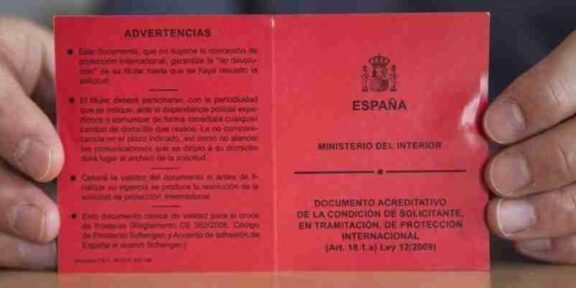 ADVERTENCIAS
● Este documento, que no supone la concesión de
protección internacional, garantiza la "no devolu-
ción" de su titular hasta que se haya resuelto la
solicitud.
● El titular deberá personarse, con la periodicidad
que se indique, ante la dependencia policial expe-
didora y comunicar de forma inmediata cualquier
cambio de domicilio que realice. La no compare-
cencia en el plazo indicado, así como no atender
las comunicaciones que se dirijan a su domicilio
dará lugar al archivo de la solicitud.
● Cesará la validez del documento si antes de fi-
nalizar su vigencia se produce la resolución de la
solicitud de protección internacional.
● Este documento carece de validez para el cruce
de fronteras (Reglamento CE 562/2006, Código
de Fronteras Schengen y Acuerdo de adhesión de
España al acervo Schengen)
ESPAÑA
MINISTERIO DEL INTERIOR
DOCUMENTO ACREDITATIVO
DE LA CONDICIÓN DE SOLICITANTE,
EN TRAMITACIÓN, DE PROTECCIÓN
INTERNACIONAL
(Art. 18.1.a) Ley 12/2009)